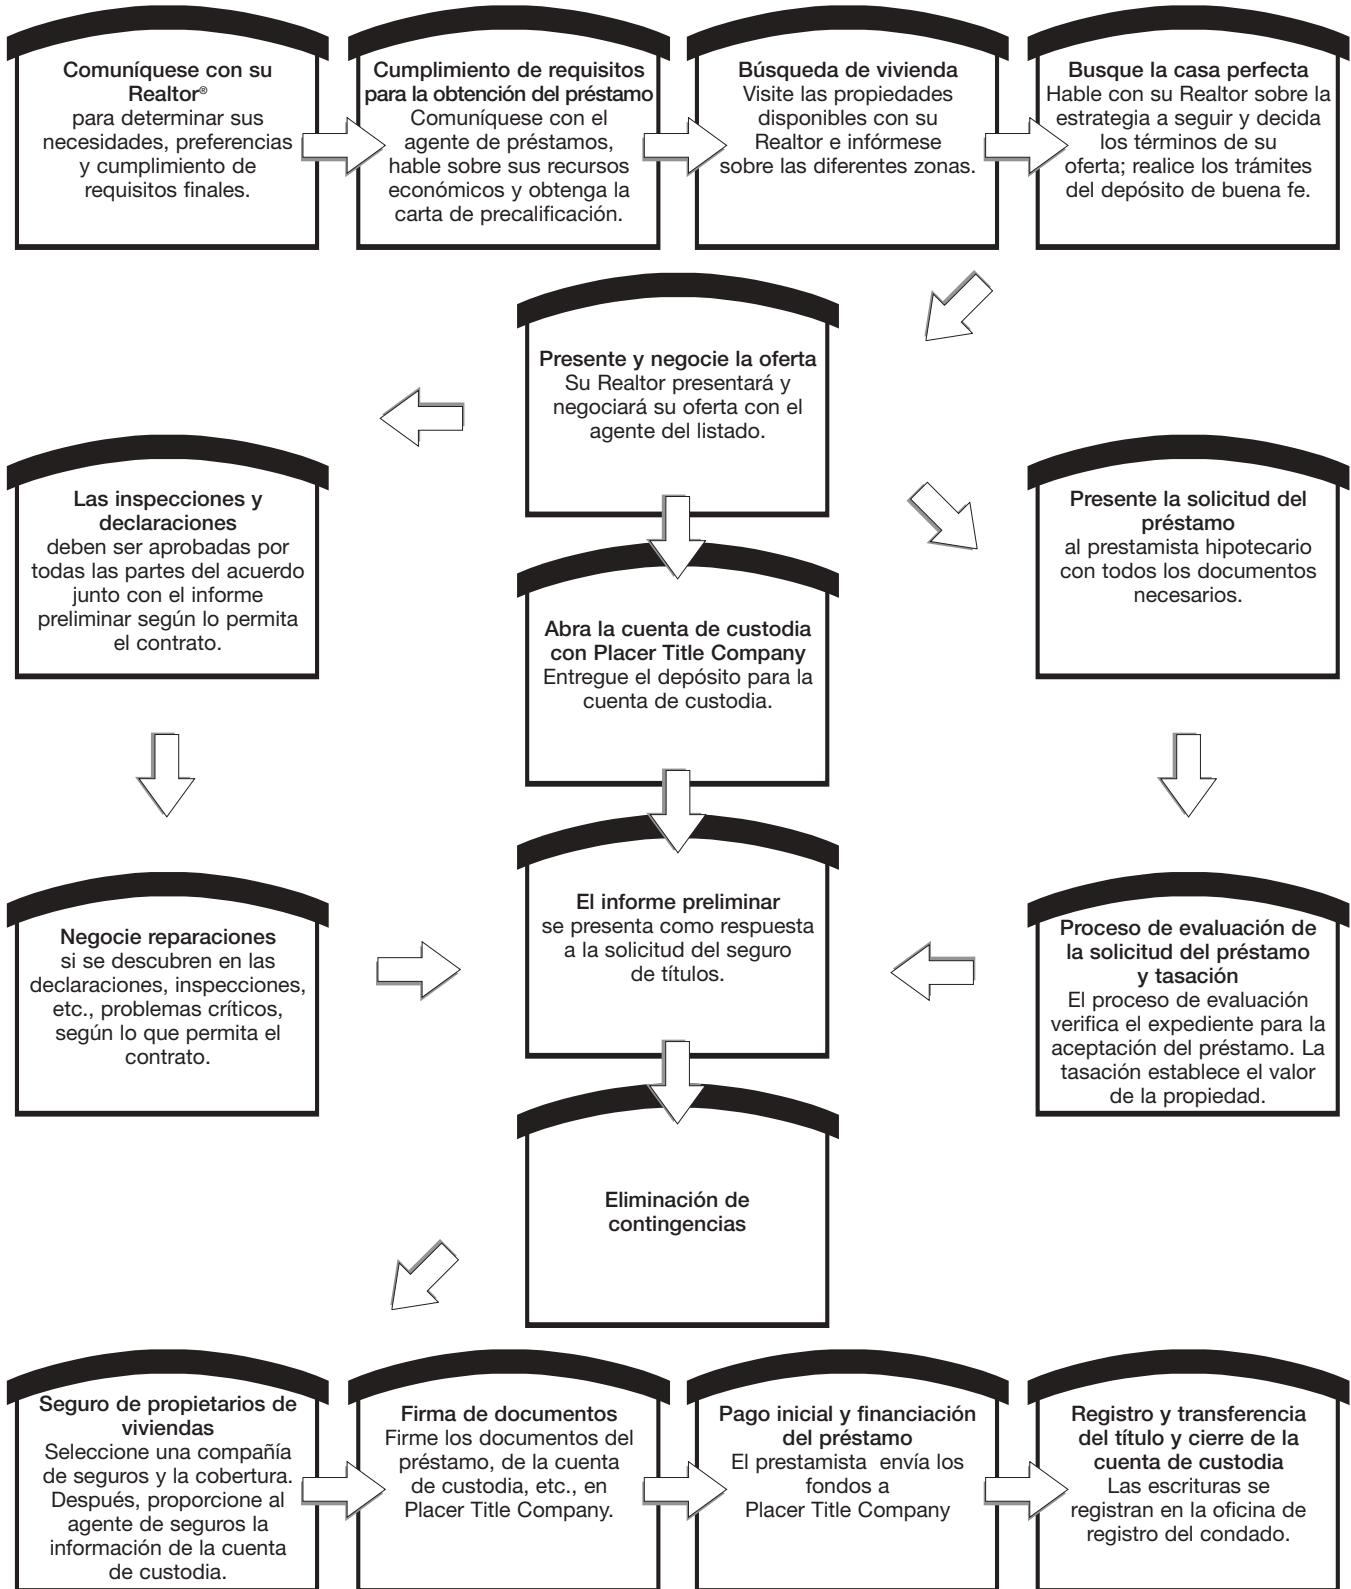 Comuníquese con su
Realtor®
para determinar sus
necesidades, preferencias
y cumplimiento de
requisitos finales.
Cumplimiento de requisitos
para la obtención del préstamo
Comuníquese con el
agente de préstamos,
hable sobre sus recursos
económicos y obtenga la
carta de precalificación.
Búsqueda de vivienda
Visite las propiedades
disponibles con su
Realtor e infórmese
sobre las diferentes zonas.
Busque la casa perfecta
Hable con su Realtor sobre la
estrategia a seguir y decida
los términos de su
oferta; realice los trámites
del depósito de buena fe.
Presente y negocie la oferta
Su Realtor presentará y
negociará su oferta con el
agente del listado.
Las inspecciones y
declaraciones
deben ser aprobadas por
todas las partes del acuerdo
junto con el informe
preliminar según lo permita
el contrato.
Abra la cuenta de custodia
con Placer Title Company
Entregue el depósito para la
cuenta de custodia.
Presente la solicitud del
préstamo
al prestamista hipotecario
con todos los documentos
necesarios.
Negocie reparaciones
si se descubren en las
declaraciones, inspecciones,
etc., problemas críticos,
según lo que permita el
contrato.
El informe preliminar
se presenta como respuesta
a la solicitud del seguro
de títulos.
Proceso de evaluación de
la solicitud del préstamo
y tasación
El proceso de evaluación
verifica el expediente para la
aceptación del préstamo. La
tasación establece el valor
de la propiedad.
Eliminación de
contingencias
Seguro de propietarios de
viviendas
Seleccione una compañía
de seguros y la cobertura.
Después, proporcione al
agente de seguros la
información de la cuenta
de custodia.
Firma de documentos
Firme los documentos del
préstamo, de la cuenta
de custodia, etc., en
Placer Title Company.
Pago inicial y financiación
del préstamo
El prestamista envía los
fondos a
Placer Title Company
Registro y transferencia
del título y cierre de la
cuenta de custodia
Las escrituras se
registran en la oficina de
registro del condado.